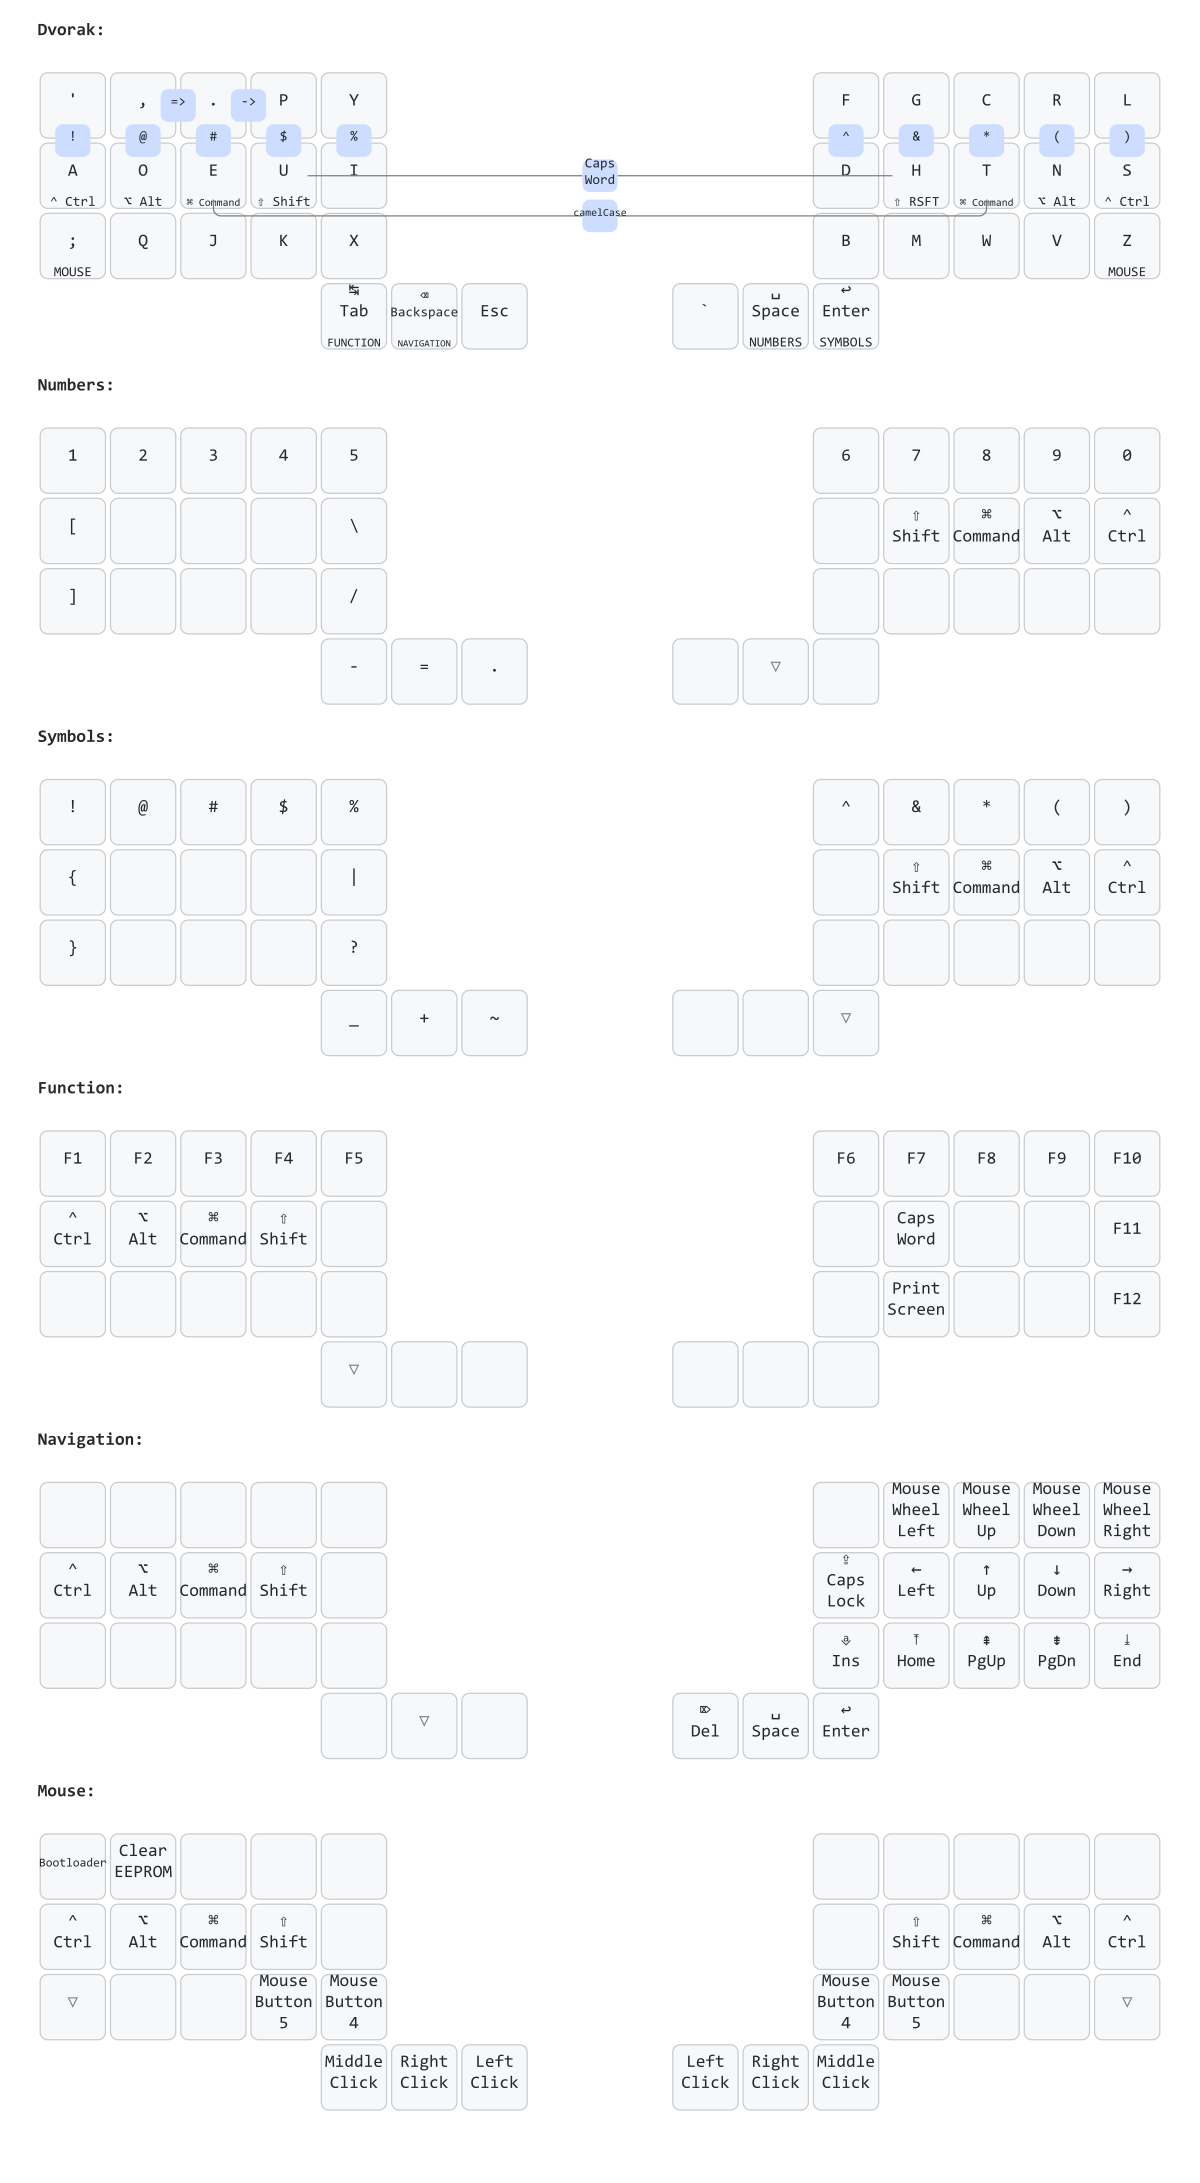 Dvorak:
' , => . -> P Y F G C R L
! @ # $ % ^ & * ( )
A O E U I Caps Word D H T N S
^ Ctrl ⌥ Alt ⌘ Command ⇧ Shift ⇧ RSFT ⌘ Command ⌥ Alt ^ Ctrl
camelCase
; Q J K X B M W V Z
MOUSE MOUSE
↹ ⌫ ␣ ↩
Tab Backspace Esc ` Space Enter
FUNCTION NAVIGATION NUMBERS SYMBOLS
Numbers:
1 2 3 4 5 6 7 8 9 0
[ \ ⇧ ⌘ ⌥ ^
Shift Command Alt Ctrl
] /
- = . ▽
Symbols:
! @ # $ % ^ & * ( )
{ | ⇧ ⌘ ⌥ ^
Shift Command Alt Ctrl
} ?
_ + ~ ▽
Function:
F1 F2 F3 F4 F5 F6 F7 F8 F9 F10
^ ⌥ ⌘ ⇧ Caps F11
Ctrl Alt Command Shift Word
Print F12
Screen
▽
Navigation:
Mouse Mouse Mouse Mouse
Wheel Wheel Wheel Wheel
Left Up Down Right
^ ⌥ ⌘ ⇧ ⇪ ← ↑ ↓ →
Ctrl Alt Command Shift Caps Lock Left Up Down Right
⎀ ⤒ ⇞ ⇟ ⤓
Ins Home PgUp PgDn End
▽ ⌦ ␣ ↩
Del Space Enter
Mouse:
Bootloader Clear
EEPROM
^ ⌥ ⌘ ⇧ ⇧ ⌘ ⌥ ^
Ctrl Alt Command Shift Shift Command Alt Ctrl
▽ Mouse Mouse Mouse Mouse ▽
Button Button Button Button
5 4 4 5
Middle Right Left Left Right Middle
Click Click Click Click Click Click